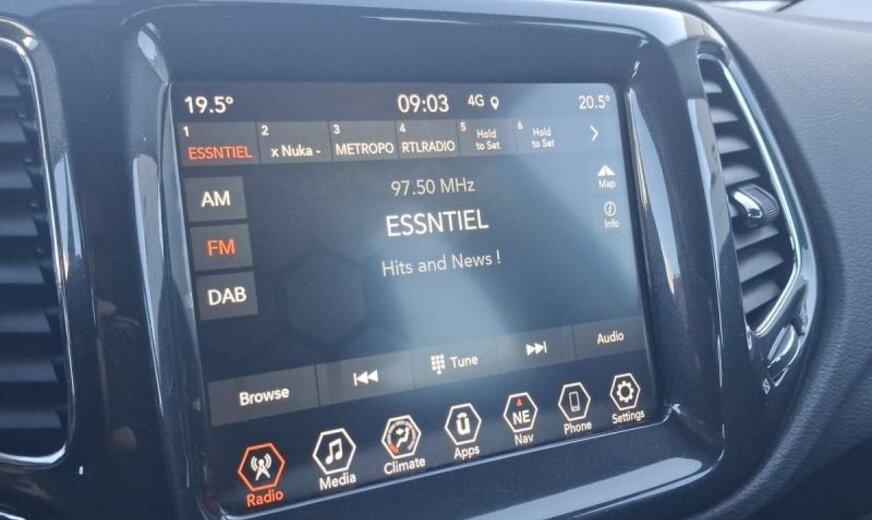 19.5° 09:03 4G 20.5°
1 ESSNTIEL 2 x Nuka - 3 METROPO 4 RTLRADIO 5 Hold to Set 6 Hold to Set
AM
97.50 MHz
Map
ESSNTIEL
Info
FM
Hits and News !
DAB
Browse Tune Audio
Radio Media Climate Apps NE Nav Phone Settings